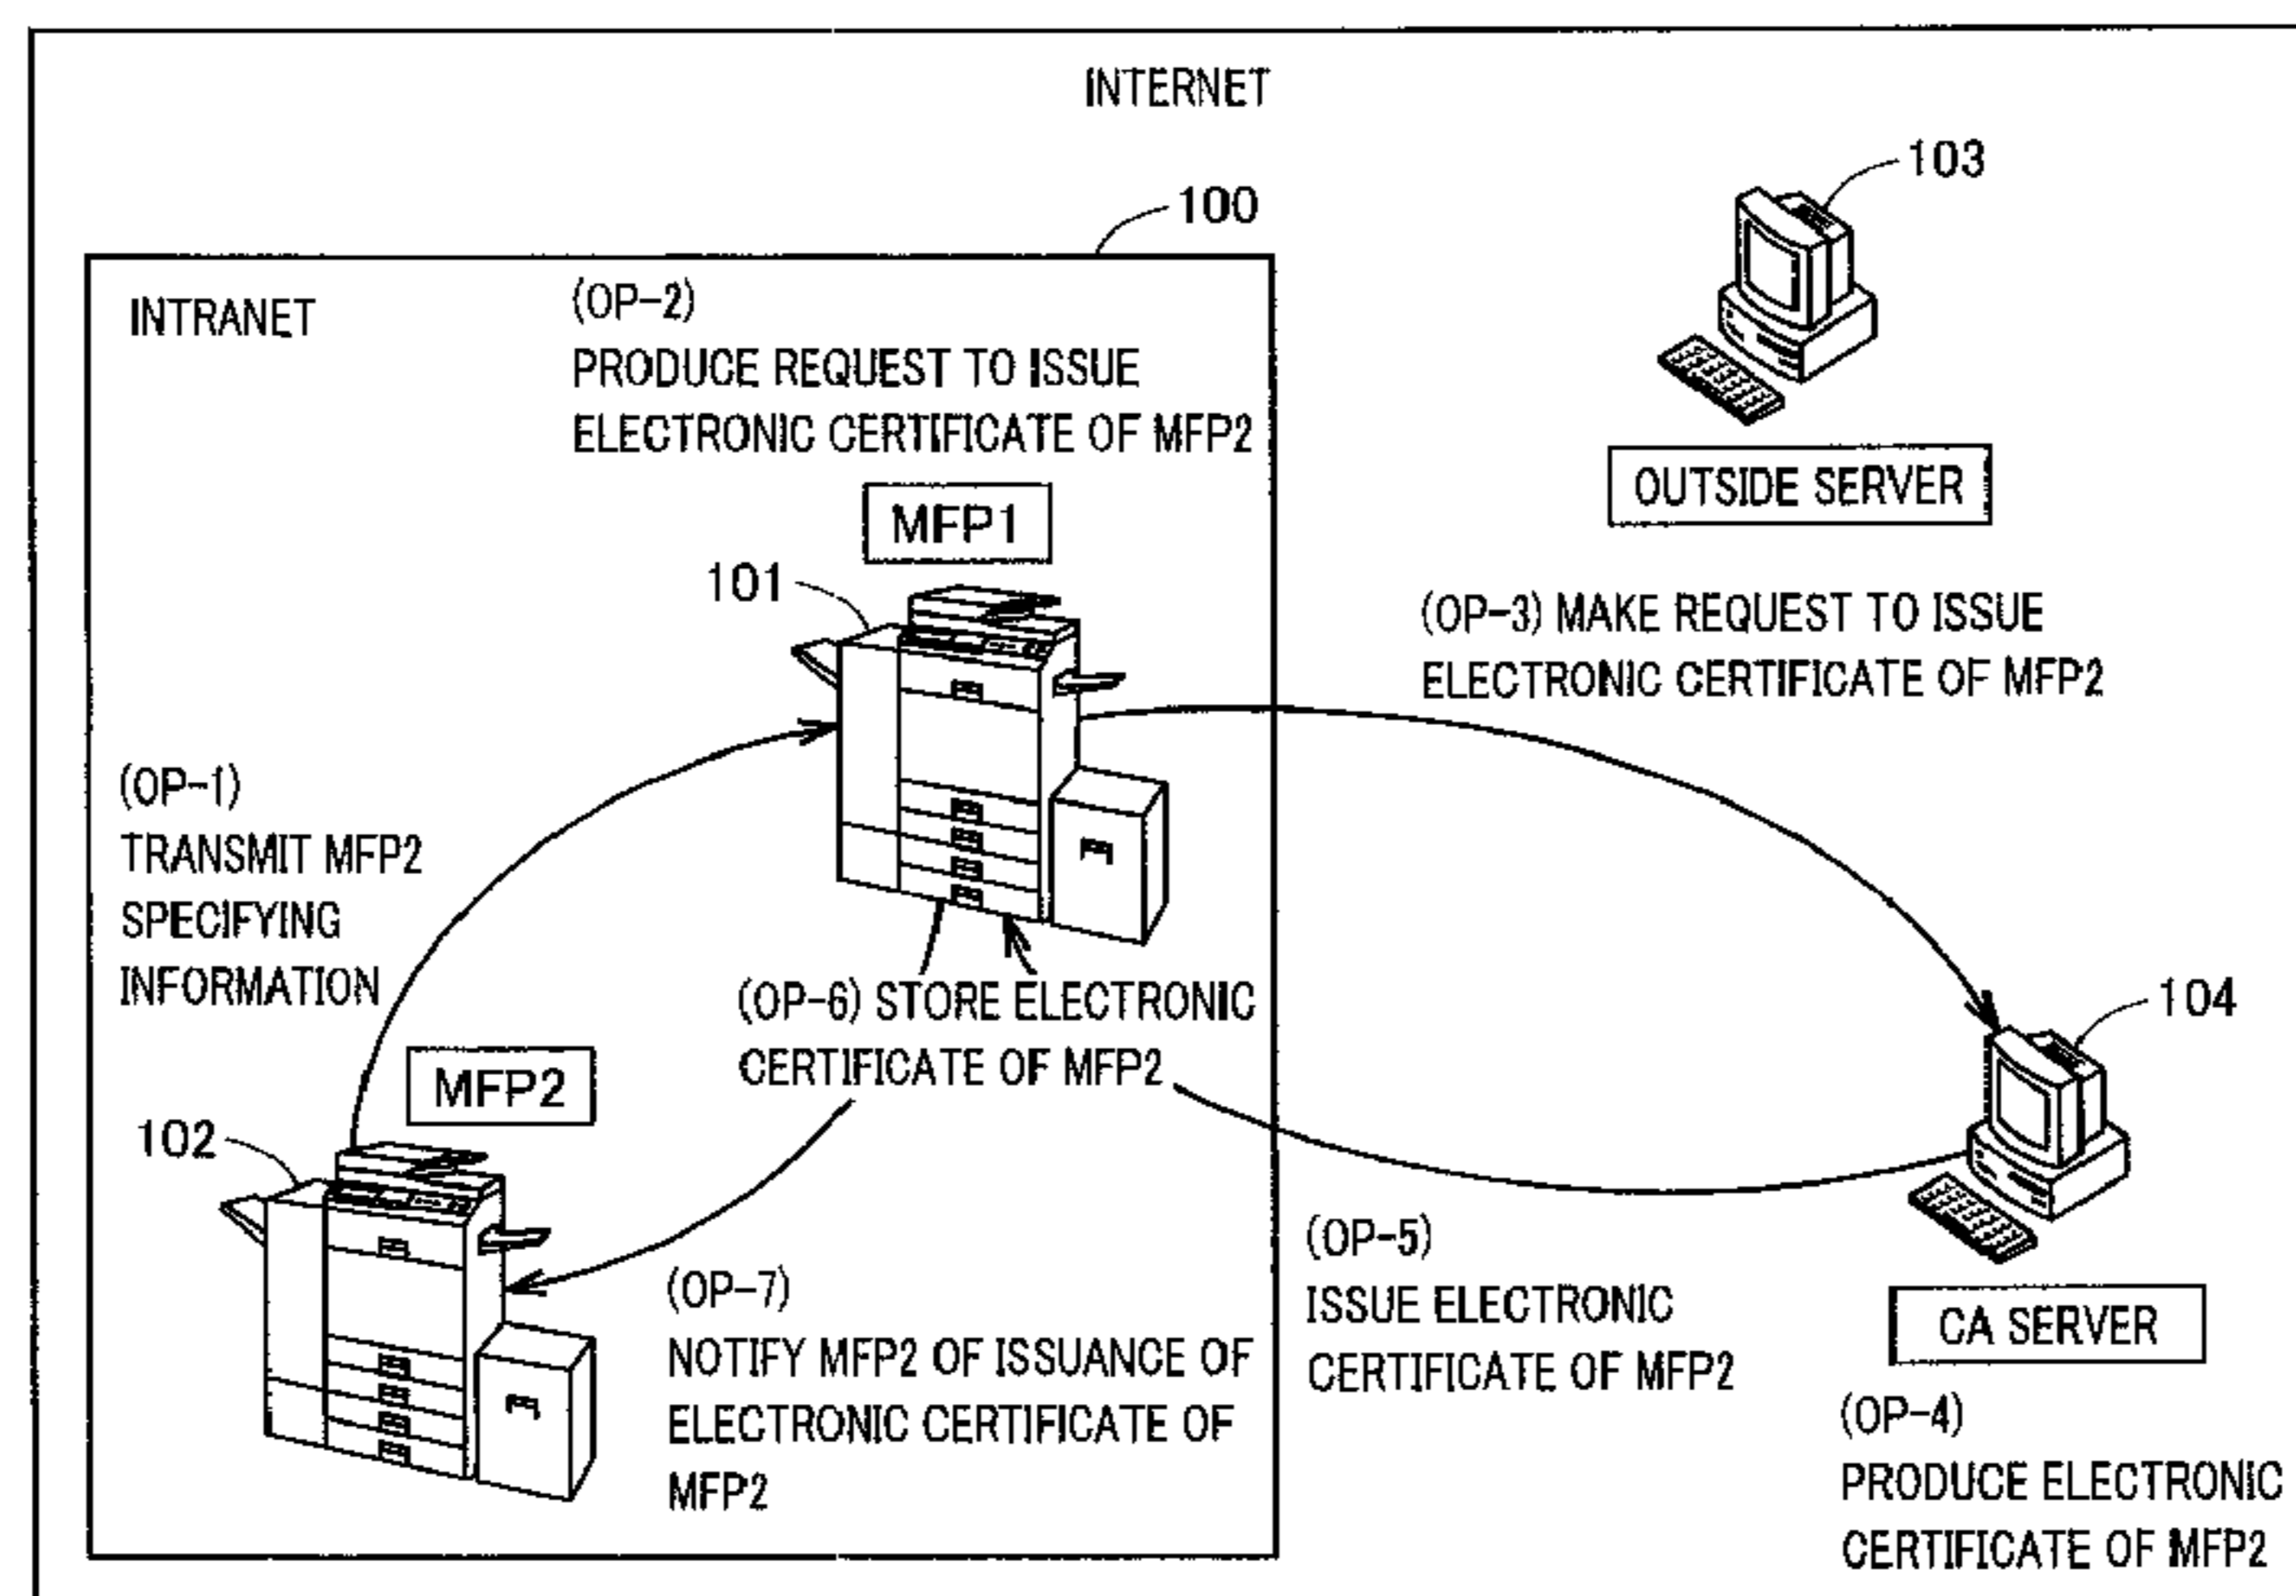 INTERNET
103
100
INTRANET
(OP-2)
PRODUCE REQUEST TO ISSUE
ELECTRONIC CERTIFICATE OF MFP2
OUTSIDE SERVER
MFP1
101
(OP-3) MAKE REQUEST TO ISSUE
ELECTRONIC CERTIFICATE OF MFP2
(OP-1)
TRANSMIT MFP2
SPECIFYING
INFORMATION
(OP-6) STORE ELECTRONIC
CERTIFICATE OF MFP2
104
MFP2
102
(OP-5)
ISSUE ELECTRONIC
CERTIFICATE OF MFP2
(OP-7)
NOTIFY MFP2 OF ISSUANCE OF
ELECTRONIC CERTIFICATE OF
MFP2
CA SERVER
(OP-4)
PRODUCE ELECTRONIC
CERTIFICATE OF MFP2